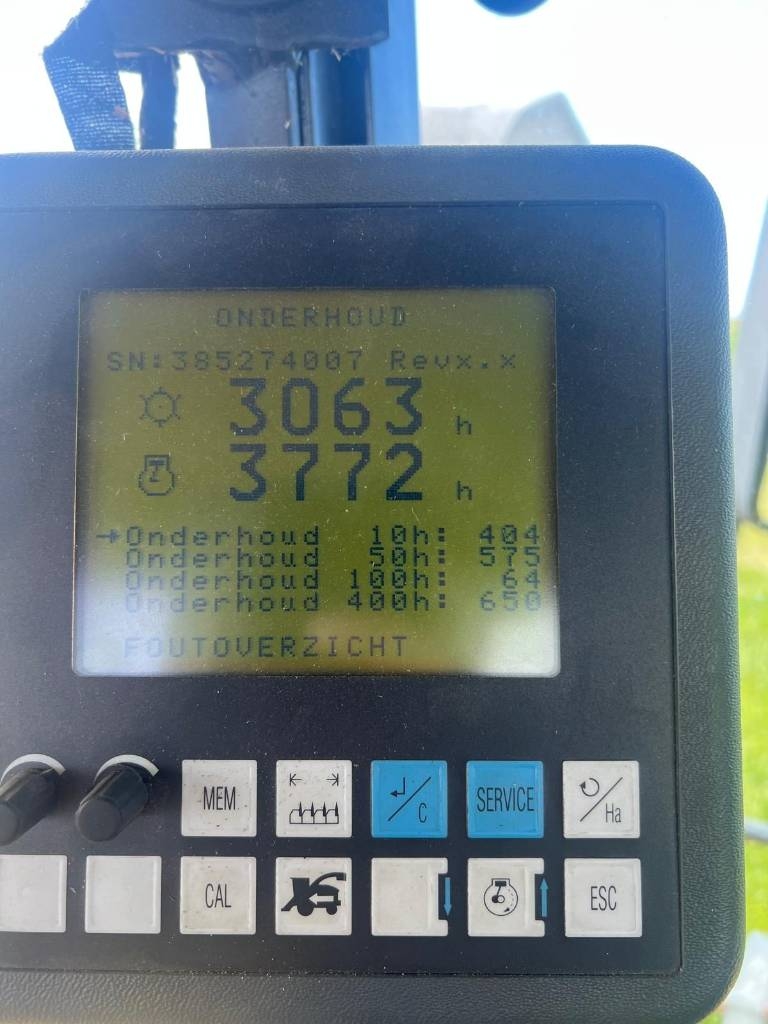 ONDERHOUD
SN:385274007 Revx.x
3063 h
3772 h
→Onderhoud 10h: 404
Onderhoud 50h: 575
Onderhoud 100h: 64
Onderhoud 400h: 650
FOUTOVERZICHT
MEM
C
SERVICE
Ha
CAL
ESC